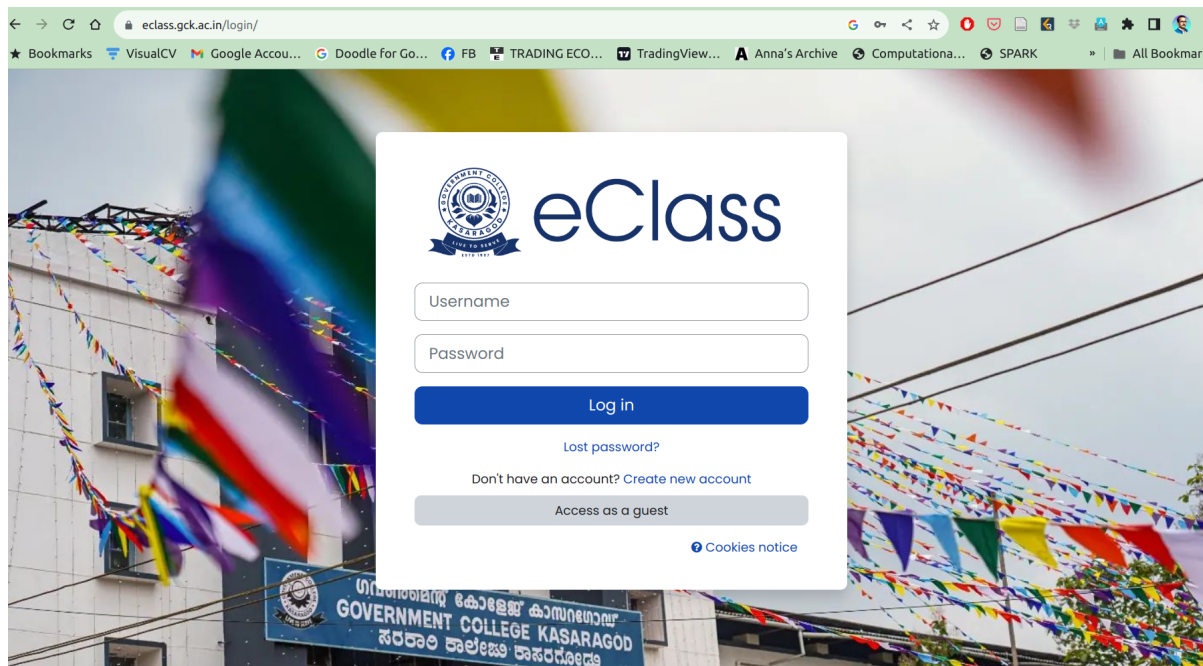 eclass.gck.ac.in/login/
Bookmarks VisualCV Google Accou... Doodle for Go... FB TRADING ECO... TradingView... Anna's Archive Computationa... SPARK » All Bookmar
GOVERNMENT COLLEGE
KASARAGOD
LIVE TO SERVE
ESTD 1957
eClass
Username
Password
Log in
Lost password?
Don't have an account? Create new account
Access as a guest
Cookies notice
ഗവൺമെന്റ് കോളേജ് കാസറഗോഡ്
GOVERNMENT COLLEGE KASARAGOD
ಸರಕಾರಿ ಕಾಲೇಜು ಕಾಸರಗೋಡು